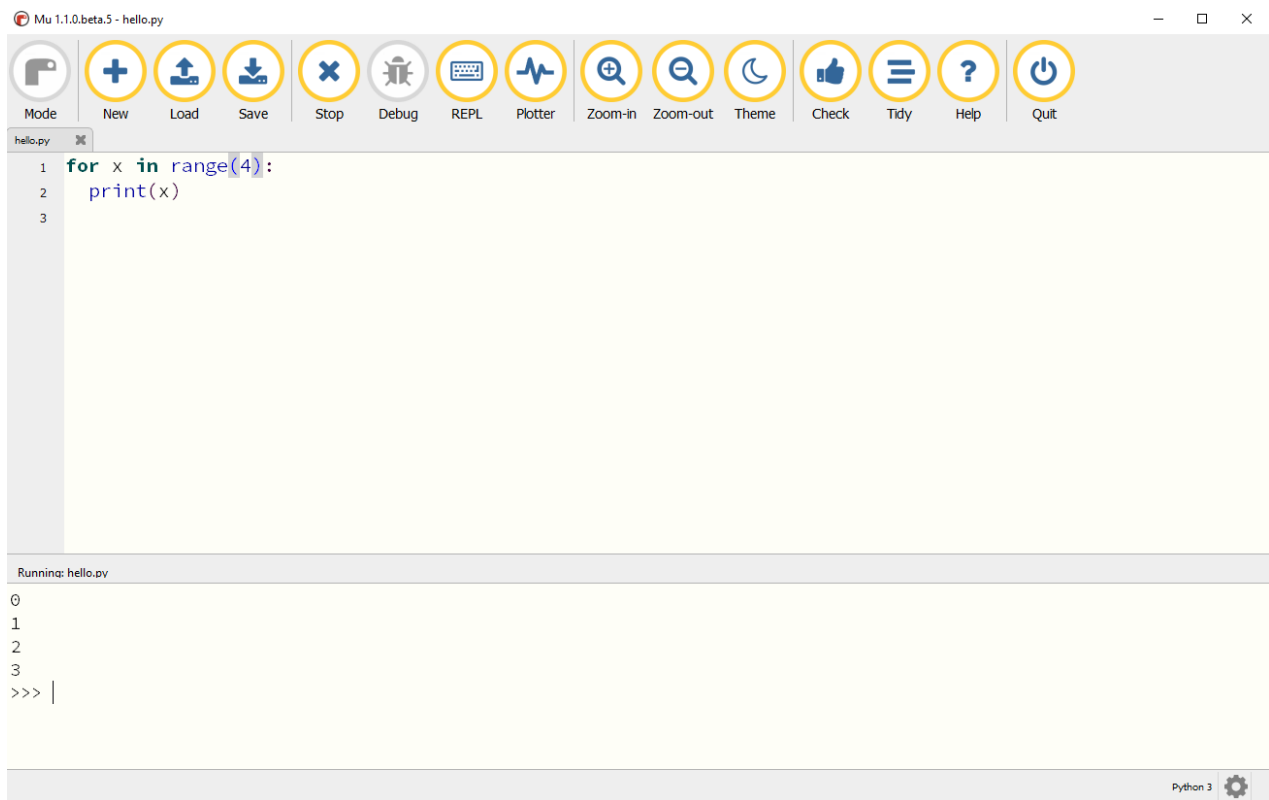 Mu 1.1.0.beta.5 - hello.py
Mode New Load Save Stop Debug REPL Plotter Zoom-in Zoom-out Theme Check Tidy Help Quit
hello.py
1 for x in range(4):
2   print(x)
3
Running: hello.py
0
1
2
3
>>>
Python 3